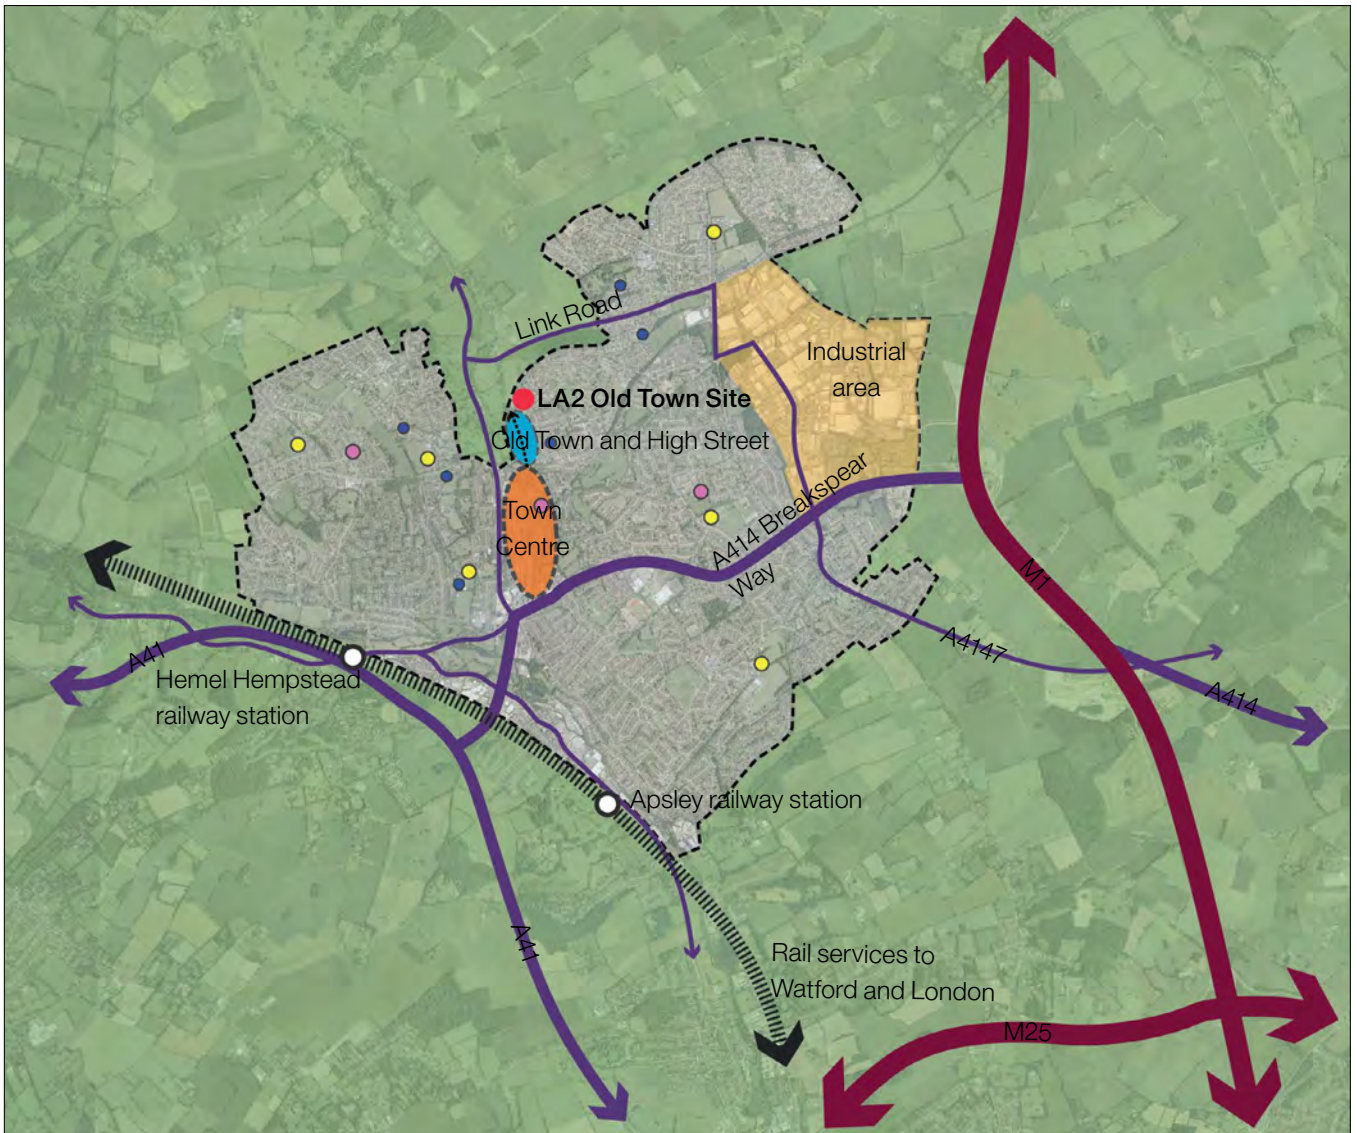 Link Road
Industrial
area
LA2 Old Town Site
Old Town and High Street
Town
Centre
A414 Breakspear
Way
M1
A4147
A414
A41
Hemel Hempstead
railway station
Apsley railway station
A41
Rail services to
Watford and London
M25